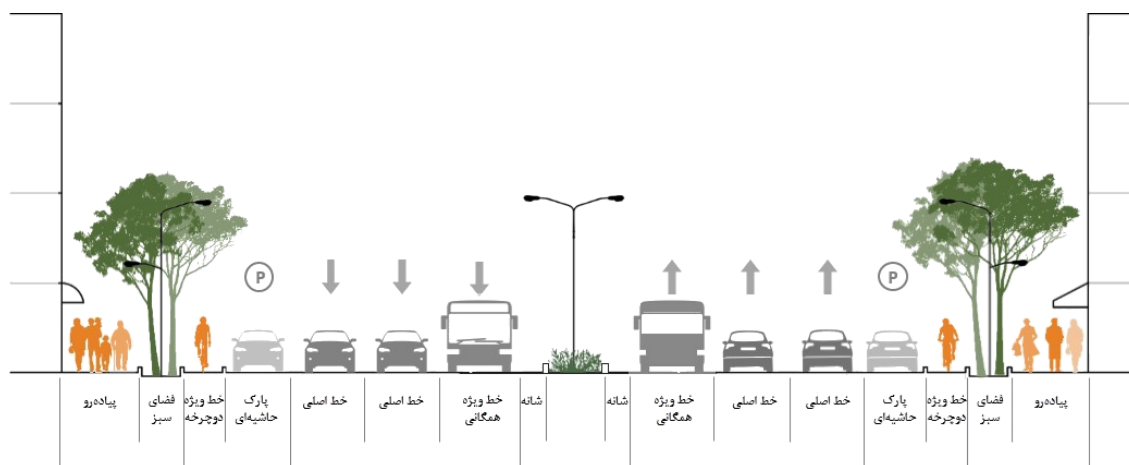 P
P
پیاده‌رو
فضای
سبز
خط ویژه
دوچرخه
پارک
حاشیه‌ای
خط اصلی
خط اصلی
خط ویژه
همگانی
شانه
شانه
خط ویژه
همگانی
خط اصلی
خط اصلی
پارک
حاشیه‌ای
خط ویژه
دوچرخه
فضای
سبز
پیاده‌رو